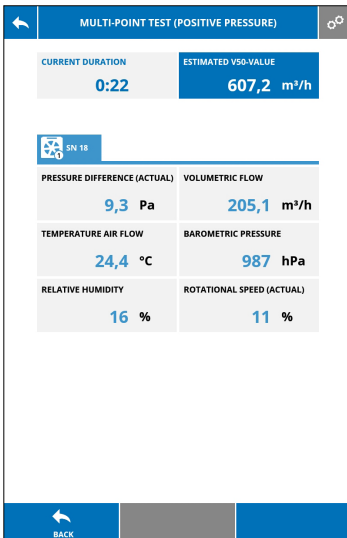 MULTI-POINT TEST (POSITIVE PRESSURE)
CURRENT DURATION
0:22
ESTIMATED V50-VALUE
607,2 m³/h
1
SN 18
PRESSURE DIFFERENCE (ACTUAL)
9,3 Pa
VOLUMETRIC FLOW
205,1 m³/h
TEMPERATURE AIR FLOW
24,4 °C
BAROMETRIC PRESSURE
987 hPa
RELATIVE HUMIDITY
16 %
ROTATIONAL SPEED (ACTUAL)
11 %
BACK